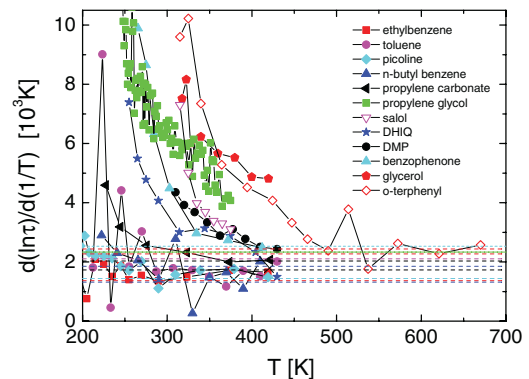 d(lnτ)/d(1/T) [10³K]
10
8
6
4
2
0
200 300 400 500 600 700
T [K]
ethylbenzene
toluene
picoline
n-butyl benzene
propylene carbonate
propylene glycol
salol
DHIQ
DMP
benzophenone
glycerol
o-terphenyl